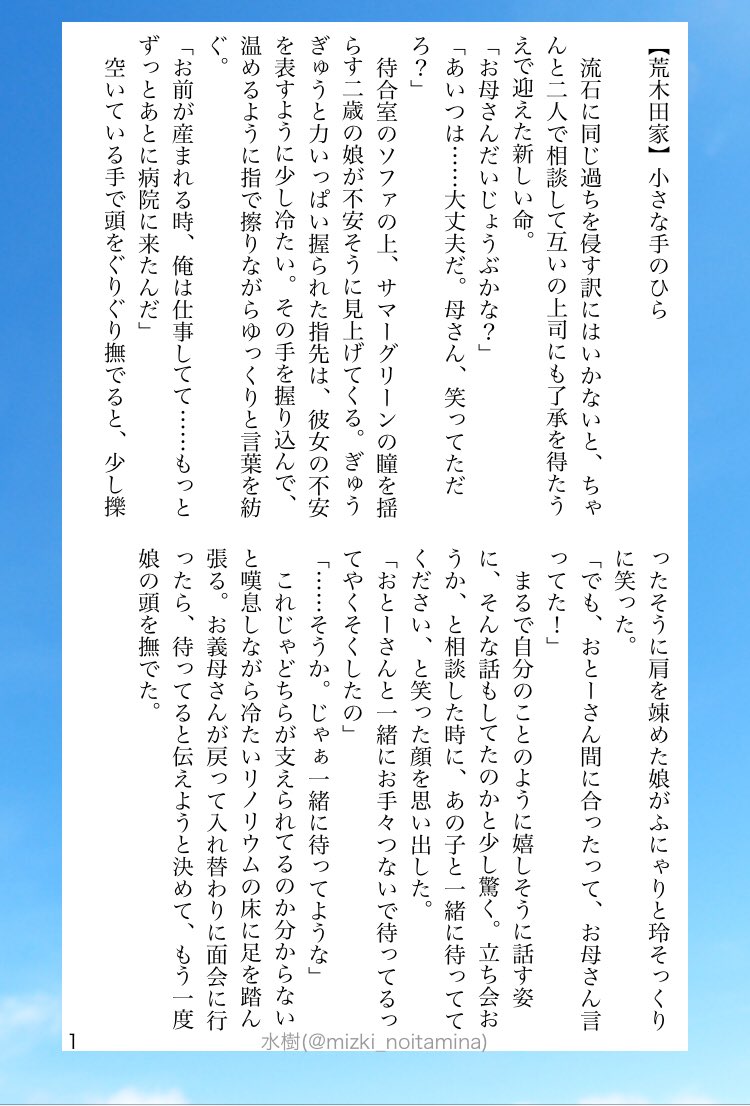 【荒木田家】小さな手のひら
　流石に同じ過ちを侵す訳にはいかないと、ちゃ
んと二人で相談して互いの上司にも了承を得たう
えで迎えた新しい命。
「お母さんだいじょうぶかな？」
「あいつは……大丈夫だ。母さん、笑ってただ
ろ？」
　待合室のソファの上、サマーグリーンの瞳を揺
らす二歳の娘が不安そうに見上げてくる。ぎゅう
ぎゅうと力いっぱい握られた指先は、彼女の不安
を表すように少し冷たい。その手を握り込んで、
温めるように指で擦りながらゆっくりと言葉を紡
ぐ。
「お前が産まれる時、俺は仕事してて……もっと
ずっとあとに病院に来たんだ」
　空いている手で頭をぐりぐり撫でると、少し擽
ったそうに肩を竦めた娘がふにゃりと玲そっくり
に笑った。
「でも、おとーさん間に合ったって、お母さん言
ってた！」
　まるで自分のことのように嬉しそうに話す姿
に、そんな話もしてたのかと少し驚く。立ち会お
うか、と相談した時に、あの子と一緒に待ってて
ください、と笑った顔を思い出した。
「おとーさんと一緒にお手々つないで待ってるっ
てやくそくしたの」
「……そうか。じゃぁ一緒に待ってような」
　これじゃどちらが支えられてるのか分からない
と嘆息しながら冷たいリノリウムの床に足を踏ん
張る。お義母さんが戻って入れ替わりに面会に行
ったら、待ってると伝えようと決めて、もう一度
娘の頭を撫でた。
1
水樹(@mizki_noitamina)